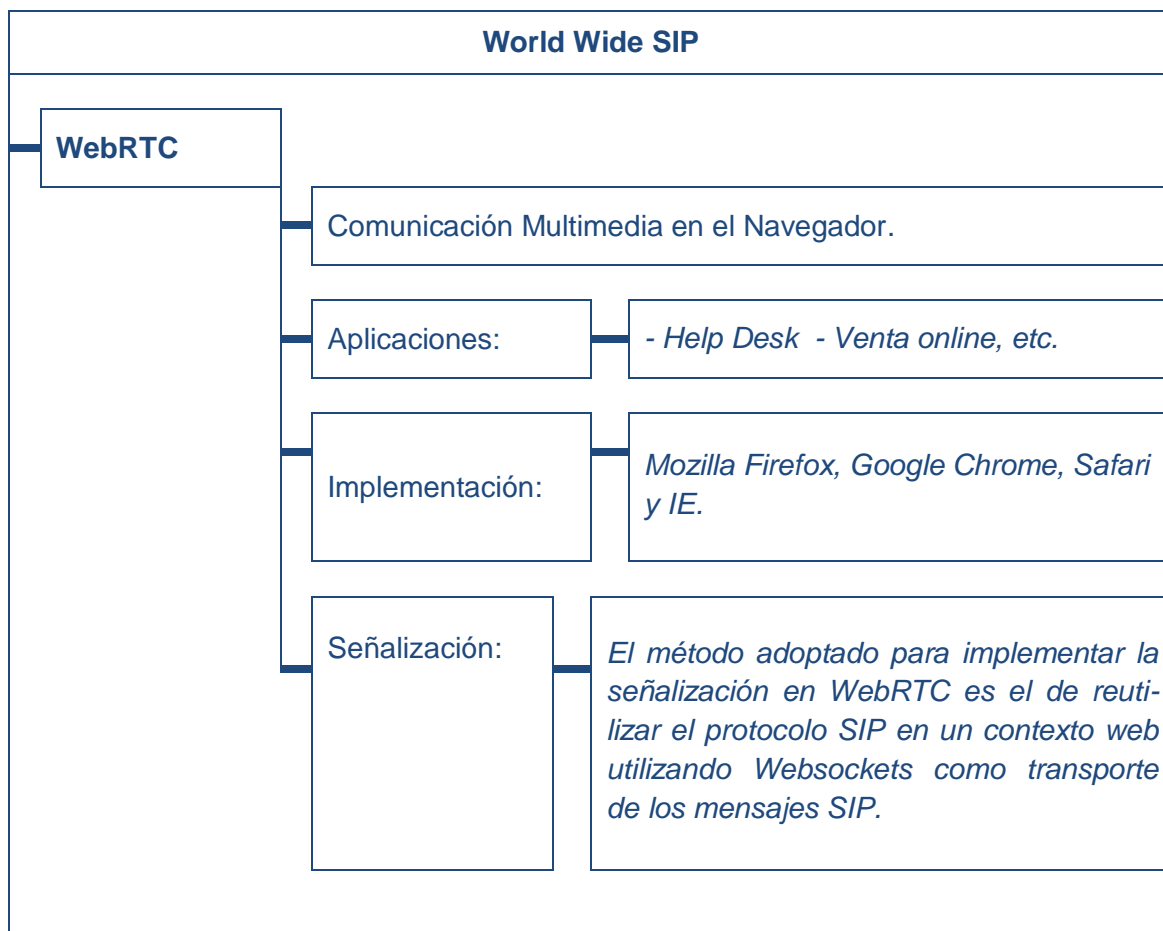 World Wide SIP
WebRTC
Comunicación Multimedia en el Navegador.
Aplicaciones:
- Help Desk - Venta online, etc.
Implementación:
Mozilla Firefox, Google Chrome, Safari
y IE.
Señalización:
El método adoptado para implementar la
señalización en WebRTC es el de reuti-
lizar el protocolo SIP en un contexto web
utilizando Websockets como transporte
de los mensajes SIP.